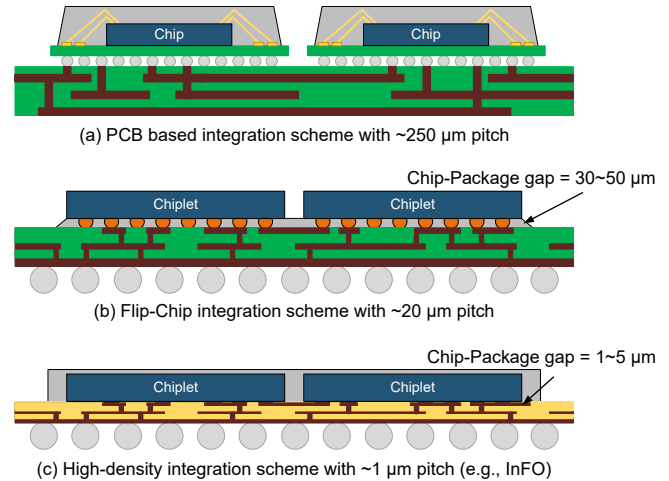 Chip Chip
(a) PCB based integration scheme with ~250 μm pitch
Chip-Package gap = 30~50 μm
Chiplet Chiplet
(b) Flip-Chip integration scheme with ~20 μm pitch
Chip-Package gap = 1~5 μm
Chiplet Chiplet
(c) High-density integration scheme with ~1 μm pitch (e.g., InFO)